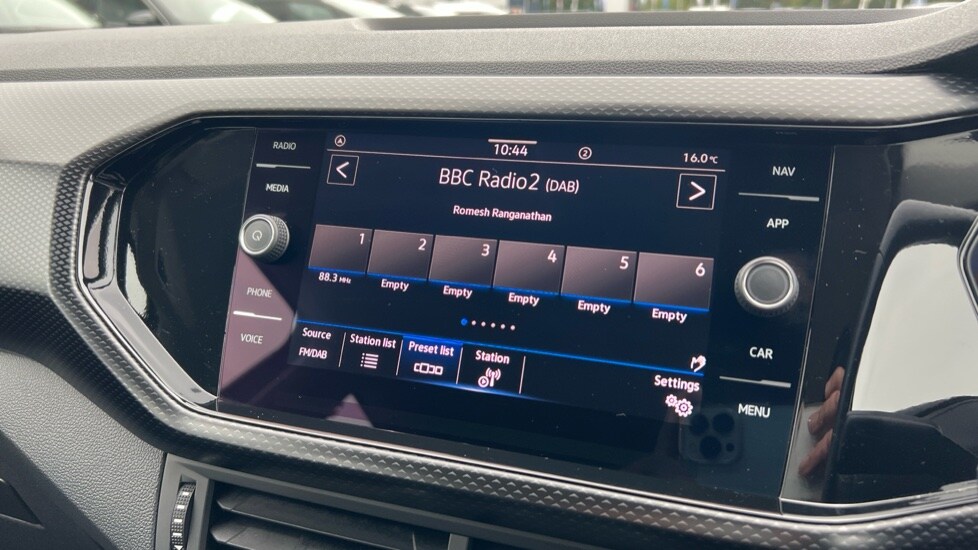 RADIO
MEDIA
PHONE
VOICE
A 10:44 2 16.0°C
< BBC Radio2 (DAB) >
Romesh Ranganathan
1 2 3 4 5 6
88.3 MHz Empty Empty Empty Empty Empty
Source Station list Preset list Station Settings
FM/DAB
NAV
APP
CAR
MENU